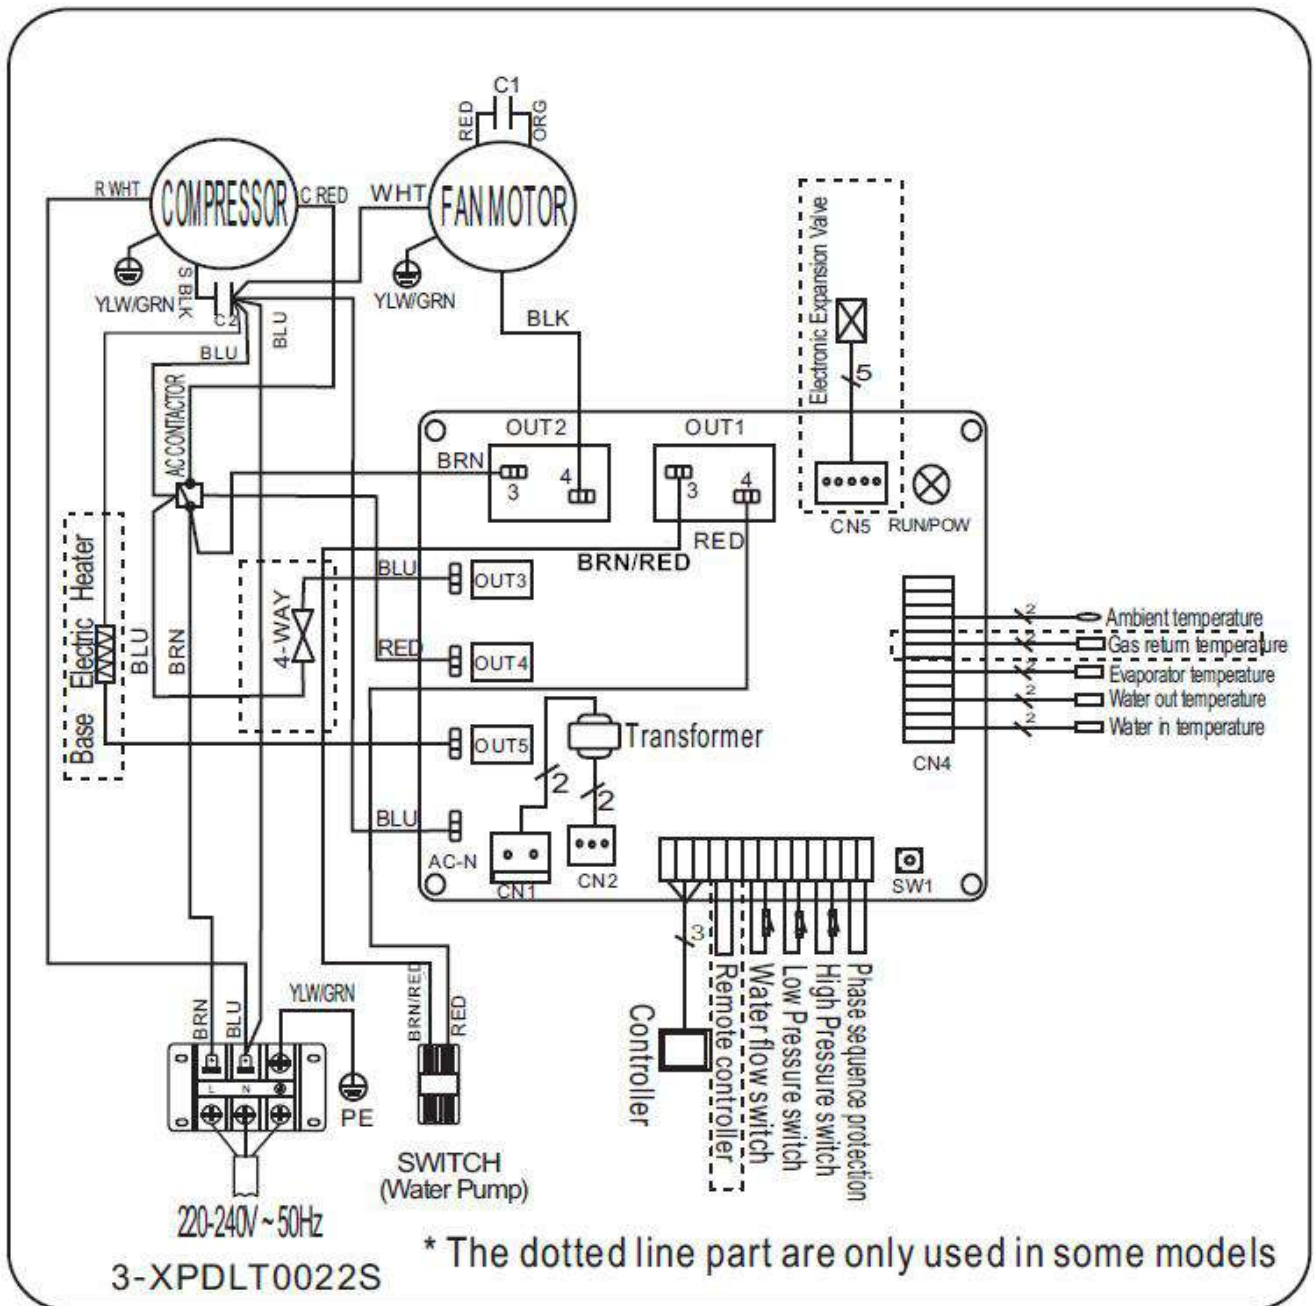 C1
RED
ORG
R WHT
COMPRESSOR
C RED
WHT
FAN MOTOR
YLW/GRN
S BLK
C2
BLU
BLU
YLW/GRN
BLK
Electronic Expansion Valve
5
AC CONTACTOR
OUT2
OUT1
BRN
3
4
3
4
CN5
RUN/POW
BRN/RED
RED
Base Electric Heater
BLU
BRN
4-WAY
BLU
OUT3
RED
OUT4
OUT5
Transformer
2
2
BLU
AC-N
CN1
CN2
2
Ambient temperature
2
Gas return temperature
2
Evaporator temperature
2
Water out temperature
2
Water in temperature
CN4
SW1
3
Controller
Remote controller
Water flow switch
Low Pressure switch
High Pressure switch
Phase sequence protection
BRN
BLU
YLW/GRN
L
N
PE
BRN/RED
RED
SWITCH
(Water Pump)
220-240V ~ 50Hz
3-XPDLT0022S
* The dotted line part are only used in some models